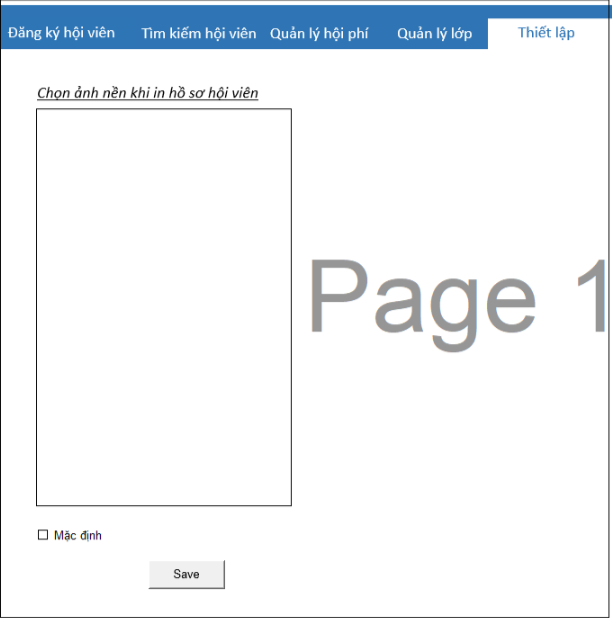 Đăng ký hội viên Tìm kiếm hội viên Quản lý hội phí Quản lý lớp Thiết lập
Chọn ảnh nền khi in hồ sơ hội viên
Page 1
Mặc định
Save